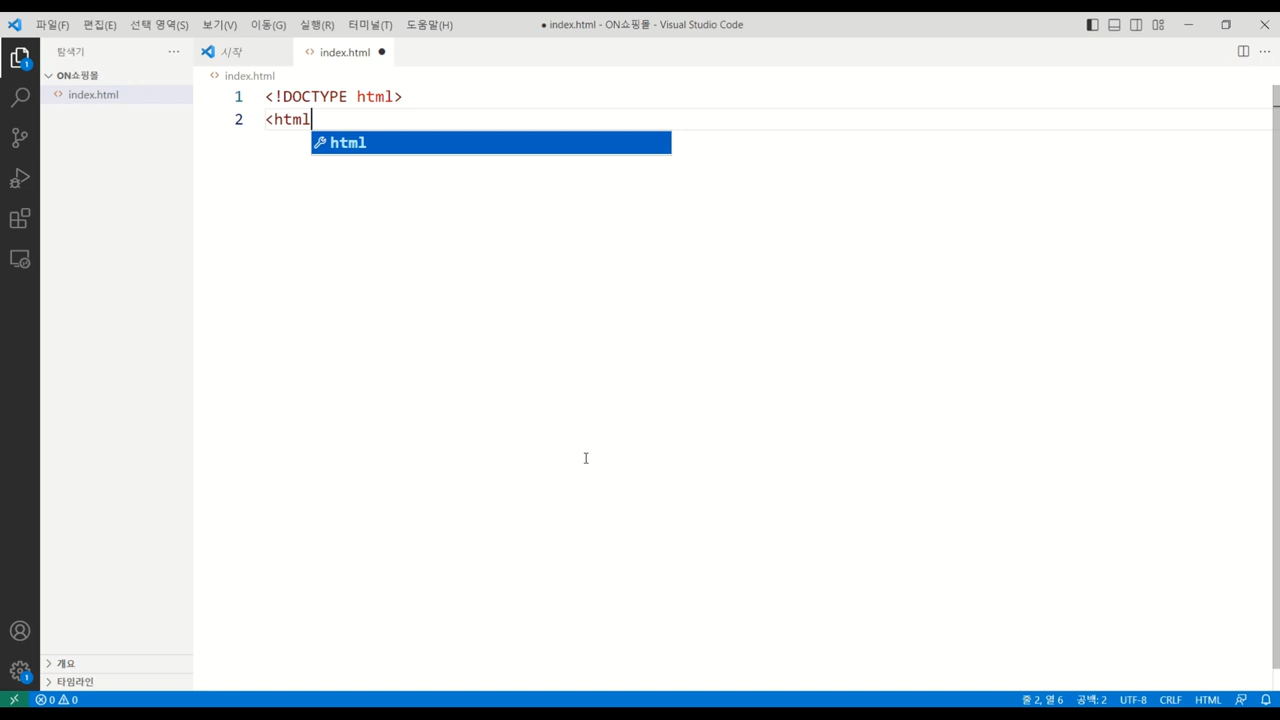 파일(F) 편집(E) 선택 영역(S) 보기(V) 이동(G) 실행(R) 터미널(T) 도움말(H) ● index.html - ON쇼핑몰 - Visual Studio Code
탐색기 ··· 시작 <> index.html ●
1
ON쇼핑몰
<> index.html
<> index.html
1 <!DOCTYPE html>
2 <html
html
개요
1
타임라인
0 0 줄 2, 열 6 공백: 2 UTF-8 CRLF HTML